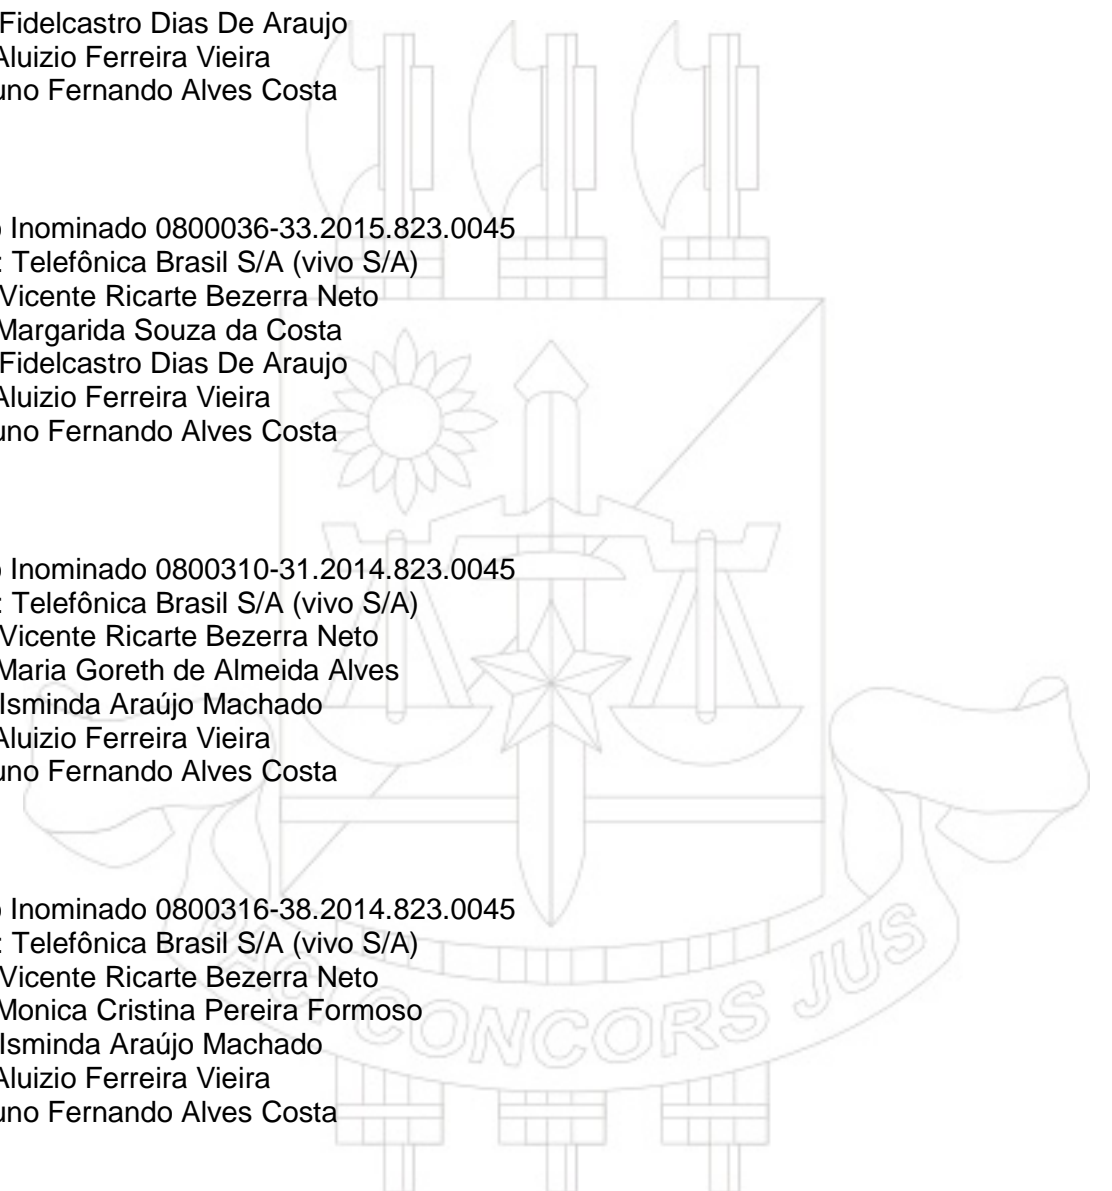 Fidelcastro Dias De Araujo
Aluizio Ferreira Vieira
uno Fernando Alves Costa
o Inominado 0800036-33.2015.823.0045
: Telefônica Brasil S/A (vivo S/A)
Vicente Ricarte Bezerra Neto
Margarida Souza da Costa
Fidelcastro Dias De Araujo
Aluizio Ferreira Vieira
uno Fernando Alves Costa
o Inominado 0800310-31.2014.823.0045
: Telefônica Brasil S/A (vivo S/A)
Vicente Ricarte Bezerra Neto
Maria Goreth de Almeida Alves
Isminda Araújo Machado
Aluizio Ferreira Vieira
uno Fernando Alves Costa
o Inominado 0800316-38.2014.823.0045
: Telefônica Brasil S/A (vivo S/A)
Vicente Ricarte Bezerra Neto
Monica Cristina Pereira Formoso
Isminda Araújo Machado
Aluizio Ferreira Vieira
uno Fernando Alves Costa
PACI CONCORS JUS